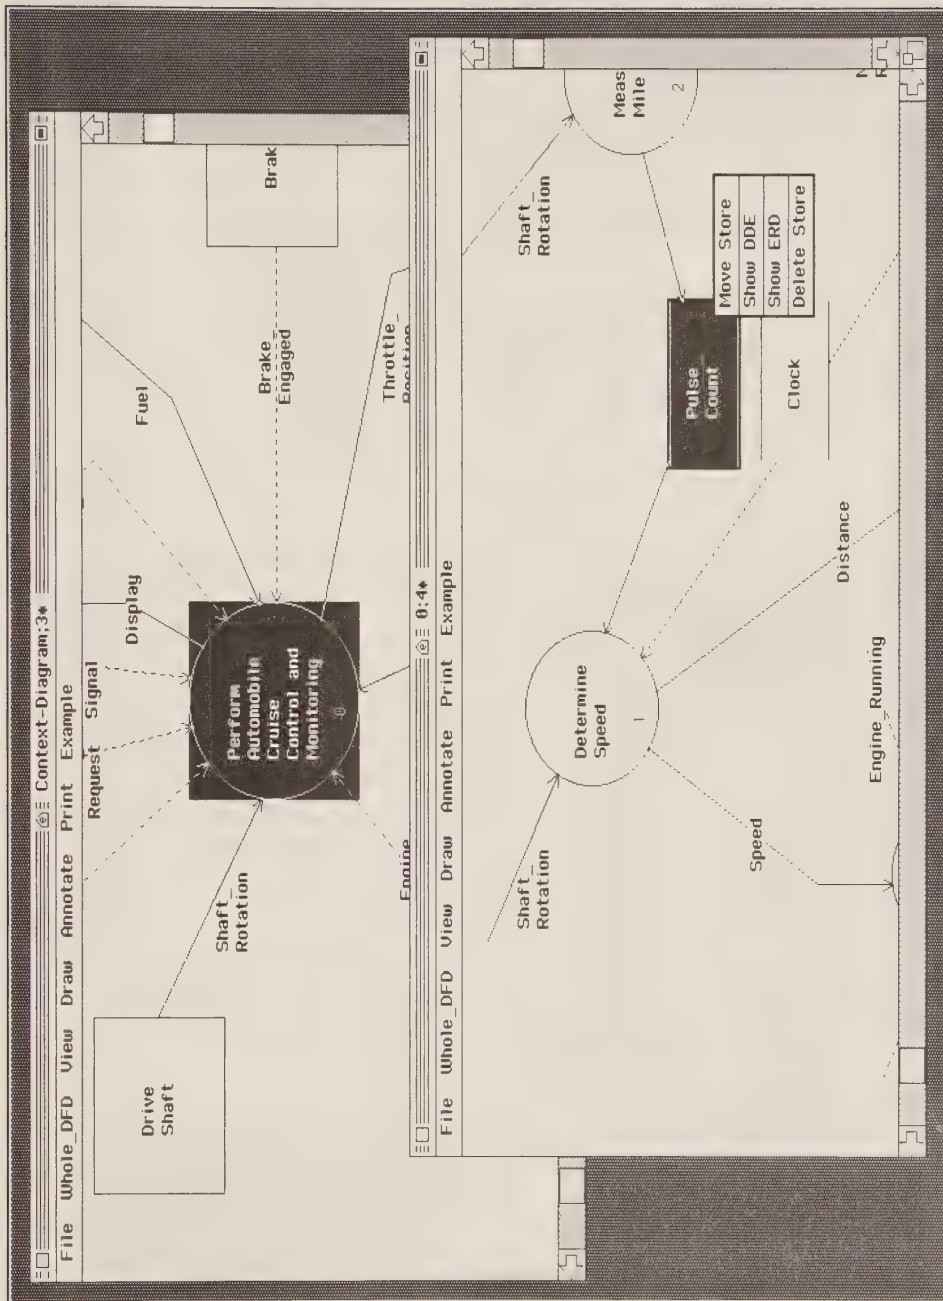 Context-Diagram;3*
File Whole_DFD View Draw Annotate Print Example
Request
Signal
Display
Fuel
Drive
Shaft
Shaft_
Rotation
Perform
Automobile
Cruise
Control and
Monitoring
0
Brake_
Engaged
Brak
Throttle_
Position
Engine
0:4*
File Whole_DFD View Draw Annotate Print Example
Shaft_
Rotation
Shaft_
Rotation
Meas
Mile
2
Determine
Speed
1
Pulse_
Count
Move Store
Show DDE
Show ERD
Delete Store
Clock
Speed
Distance
Engine_Running